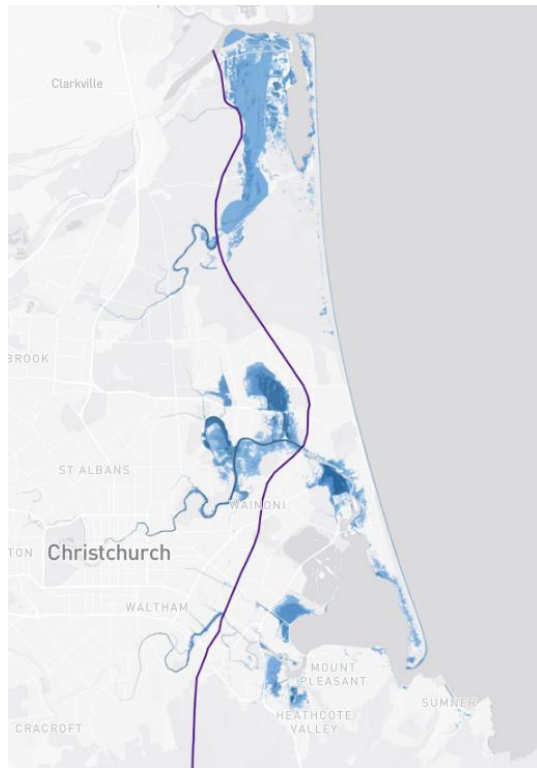 Clarkville
BROOK
ST ALBANS
WAINONI
TON
Christchurch
WALTHAM
MOUNT
PLEASANT
SUMNER
HEATHCOTE
VALLEY
CRACROFT